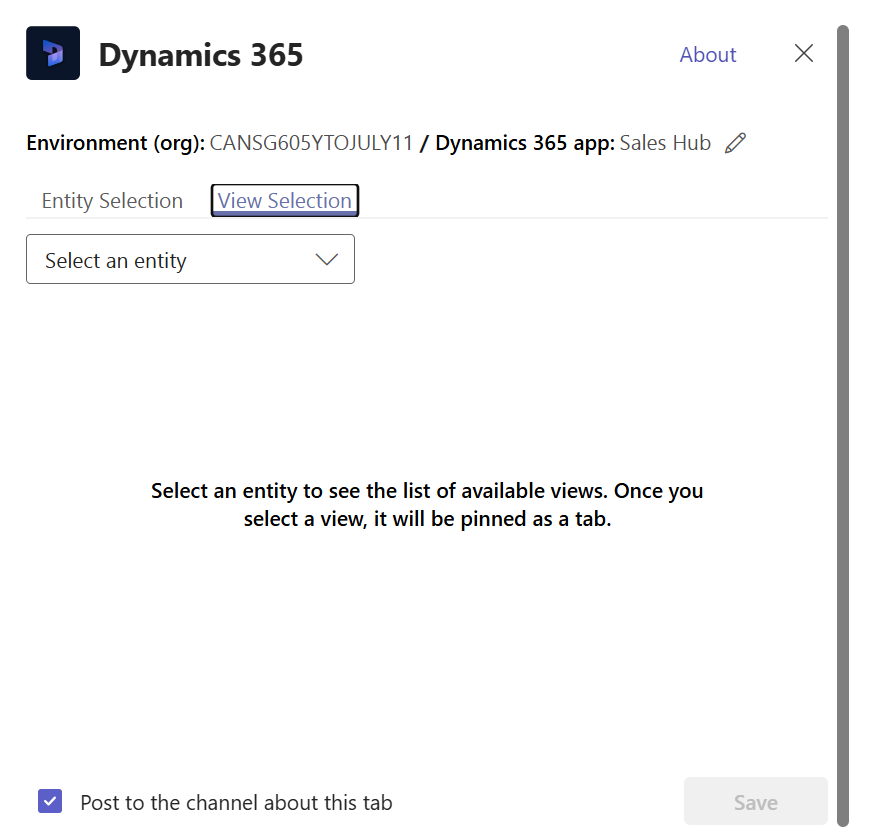 Dynamics 365
About
Environment (org): CANSG605YTOJULY11 / Dynamics 365 app: Sales Hub
Entity Selection View Selection
Select an entity
Select an entity to see the list of available views. Once you
select a view, it will be pinned as a tab.
Post to the channel about this tab
Save